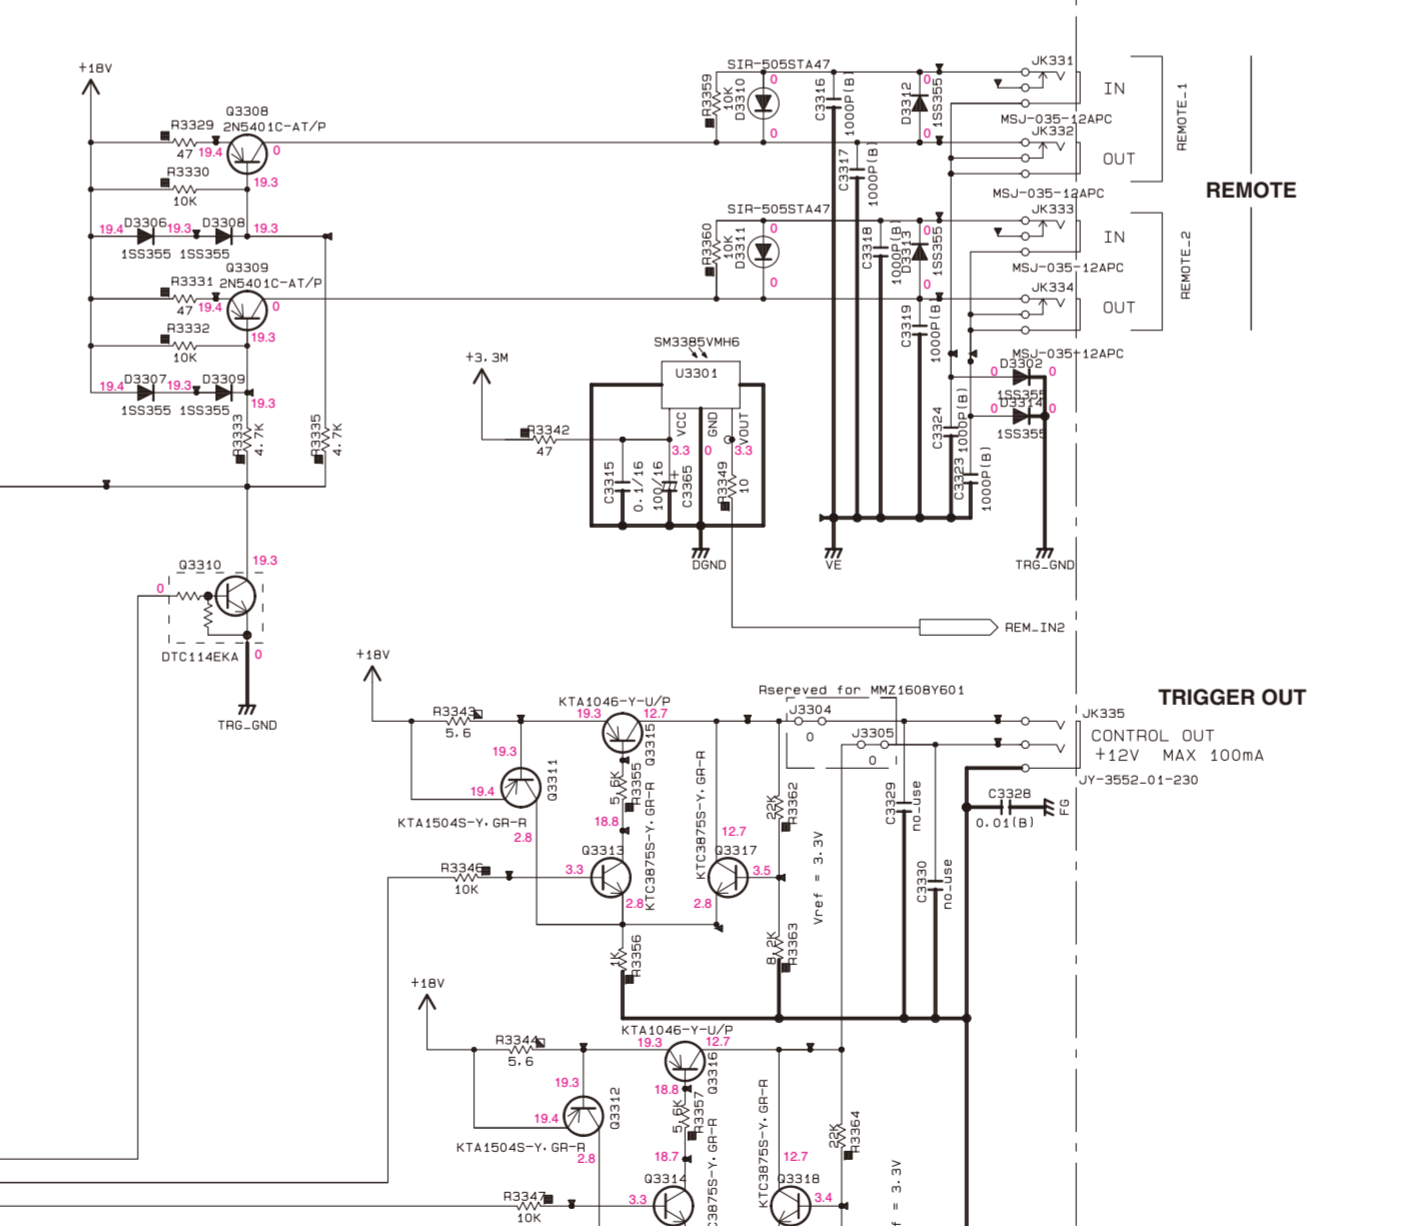 +18V
Q3308
2N5401C-AT/P
R3329
47
19.4
0
R3330
10K
19.3
19.4
D3306
19.3
D3308
19.3
1SS355
1SS355
Q3309
2N5401C-AT/P
R3331
47
19.4
0
R3332
10K
19.3
19.4
D3307
19.3
D3309
19.3
1SS355
1SS355
R3333
4.7K
R3335
4.7K
Q3310
19.3
0
DTC114EKA
0
TRG_GND
SIR-505STA47
R3359
10K
D3310
0
0
C3316
1000P(B)
D3312
1SS355
0
0
C3317
1000P(B)
JK331
IN
MSJ-035-12APC
JK332
OUT
MSJ-035-12APC
REMOTE_1
REMOTE
SIR-505STA47
R3360
10K
D3311
0
0
C3318
1000P(B)
D3313
1SS355
0
0
C3319
1000P(B)
JK333
IN
MSJ-035-12APC
JK334
OUT
MSJ-035-12APC
REMOTE_2
D3302
0
0
1SS355
D3314
0
0
1SS355
C3324
1000P(B)
C3323
1000P(B)
VE
TRG_GND
+3.3M
SM3385VMH6
U3301
VCC
GND
VOUT
3.3
0
3.3
R3342
47
C3315
0.1/16
100/16
C3365
R3349
10
DGND
REM_IN2
+18V
R3343
5.6
KTA1046-Y-U/P
19.3
12.7
Q3315
19.3
19.4
Q3311
KTA1504S-Y,GR-R
2.8
5.6K
R3355
18.8
KTC3875S-Y,GR-R
Q3313
3.3
2.8
R3346
10K
KTC3875S-Y,GR-R
12.7
Q3317
3.5
2.8
1K
R3356
22K
R3362
8.2K
R3363
Vref = 3.3V
Rsereved for MMZ1608Y601
J3304
0
J3305
0
C3329
no_use
C3330
no_use
TRIGGER OUT
JK335
CONTROL OUT
+12V MAX 100mA
JY-3552_01-230
C3328
0.01(B)
FG
+18V
R3344
5.6
KTA1046-Y-U/P
19.3
12.7
Q3316
19.3
19.4
Q3312
KTA1504S-Y,GR-R
2.8
18.8
5.6K
R3357
18.7
C3875S-Y,GR-R
Q3314
3.3
R3347
10K
KTC3875S-Y,GR-R
12.7
Q3318
3.4
22K
R3364
f = 3.3V